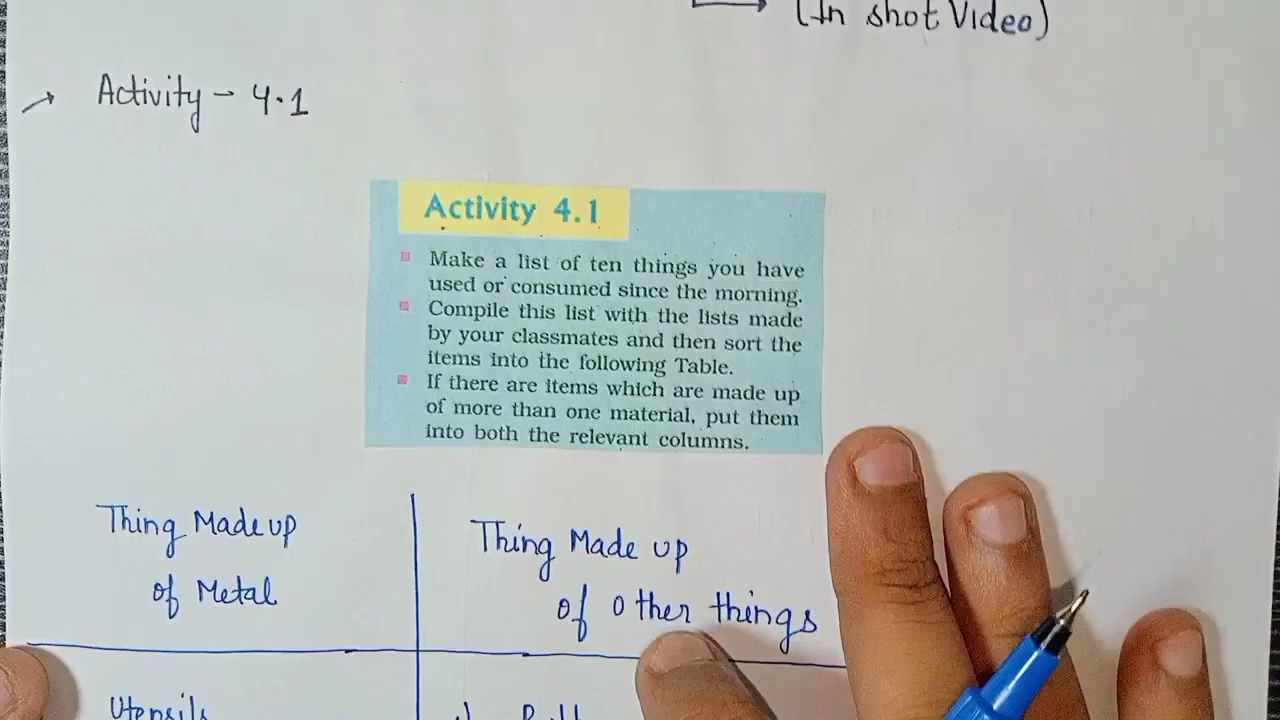 (In shot Video)
Activity - 4.1
Activity 4.1
Make a list of ten things you have
used or consumed since the morning.
Compile this list with the lists made
by your classmates and then sort the
items into the following Table.
If there are items which are made up
of more than one material, put them
into both the relevant columns.
Thing Made up
of Metal
Thing Made up
of Other things
Utensils